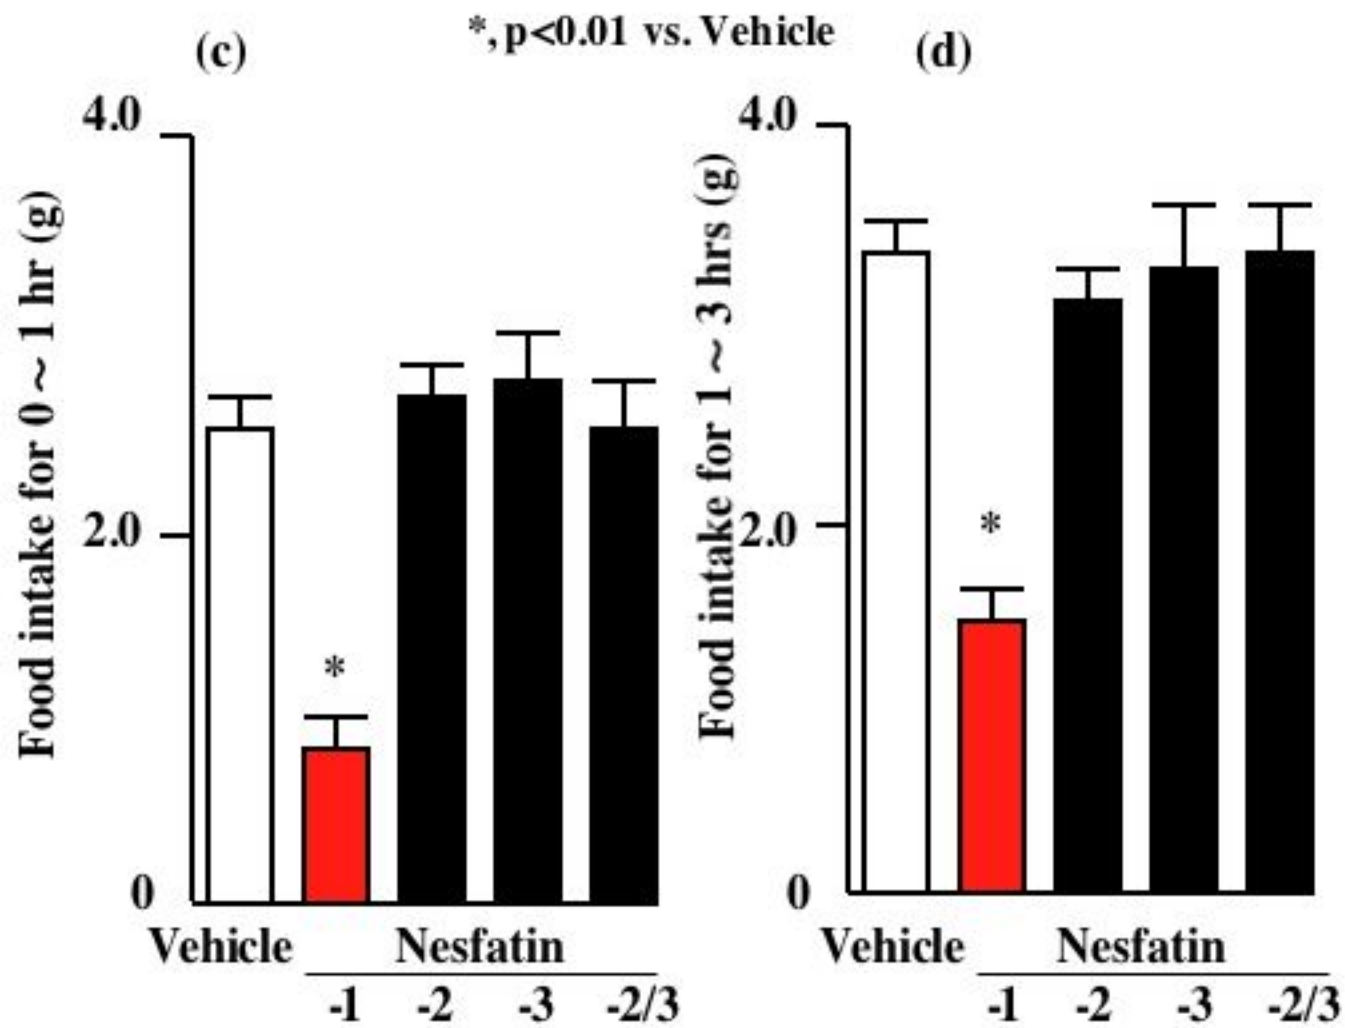 (c)
*, p<0.01 vs. Vehicle
(d)
Food intake for 0 ~ 1 hr (g)
4.0
2.0
0
*
Vehicle
Nesfatin
-1 -2 -3 -2/3
Food intake for 1 ~ 3 hrs (g)
4.0
2.0
0
*
Vehicle
Nesfatin
-1 -2 -3 -2/3